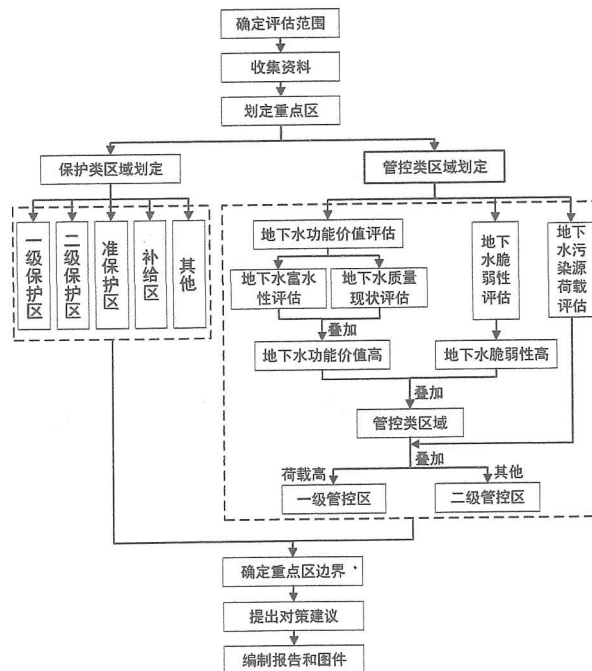 确定评估范围
收集资料
划定重点区
保护类区域划定
管控类区域划定
一级保护区
二级保护区
准保护区
补给区
其他
地下水功能价值评估
地下水富水
性评估
地下水质量
现状评估
叠加
地下水功能价值高
地下
水脆
弱性
评估
地下水脆弱性高
地下
水污
染源
荷载
评估
叠加
管控类区域
叠加
荷载高
其他
一级管控区
二级管控区
确定重点区边界
提出对策建议
编制报告和图件